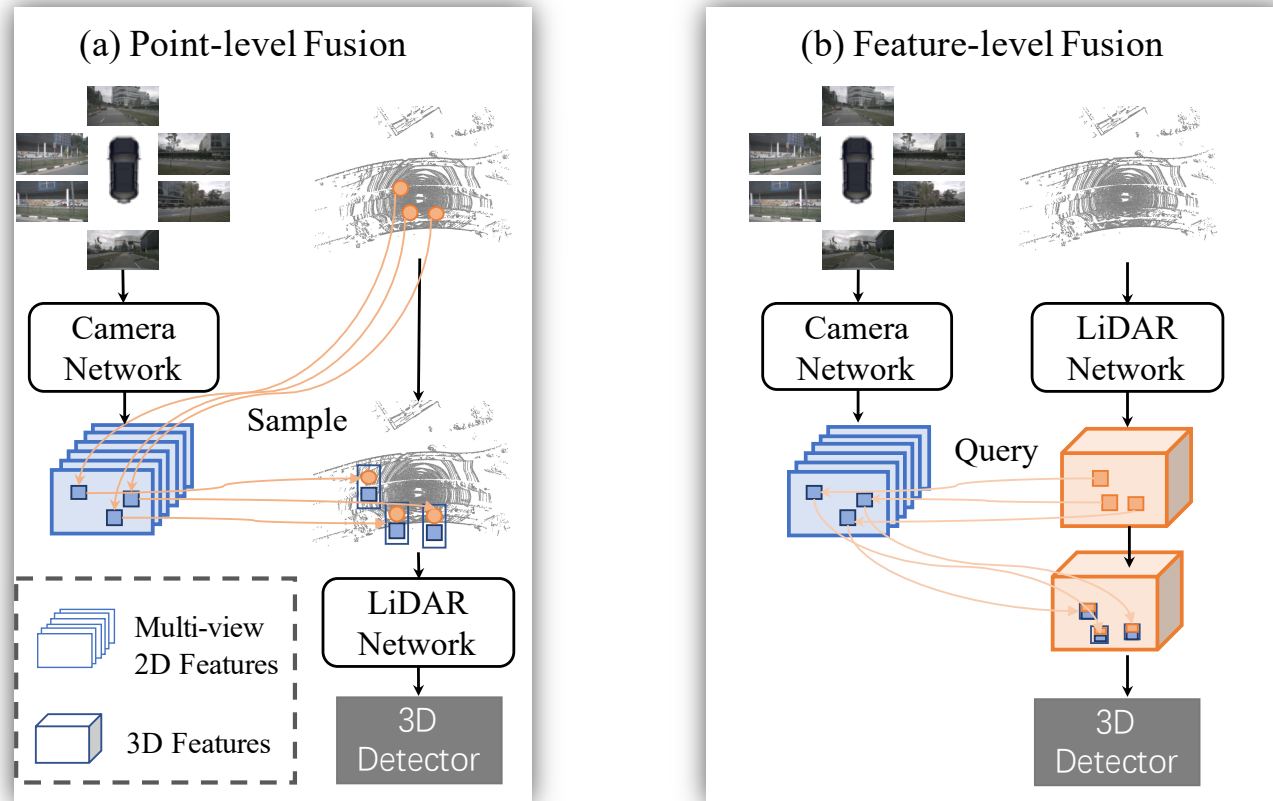 (a) Point-level Fusion
Camera
Network
Sample
LiDAR
Network
3D
Detector
Multi-view
2D Features
3D Features
(b) Feature-level Fusion
Camera
Network
LiDAR
Network
Query
3D
Detector